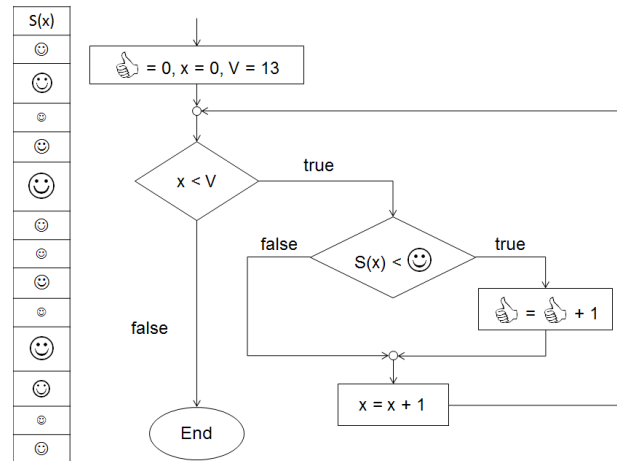 S(x)
👍 = 0, x = 0, V = 13
x < V
true
false
S(x) < ☺
true
👍 = 👍 + 1
false
x = x + 1
End